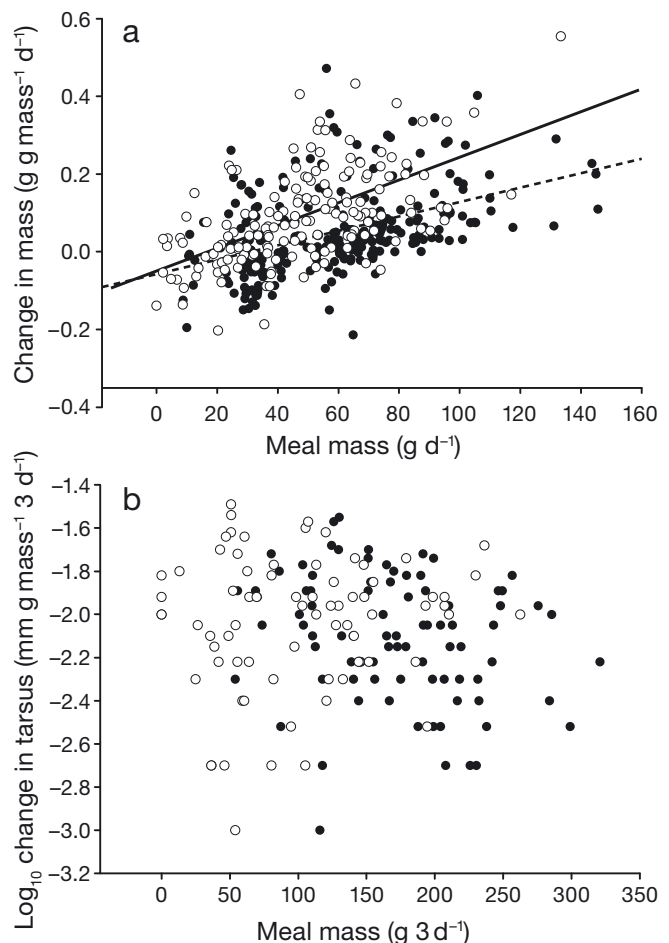 a
0.6
0.4
0.2
0.0
−0.2
−0.4
Change in mass (g g mass⁻¹ d⁻¹)
0 20 40 60 80 100 120 140 160
Meal mass (g d⁻¹)
b
−1.4
−1.6
−1.8
−2.0
−2.2
−2.4
−2.6
−2.8
−3.0
−3.2
Log₁₀ change in tarsus (mm g mass⁻¹ 3 d⁻¹)
0 50 100 150 200 250 300 350
Meal mass (g 3 d⁻¹)